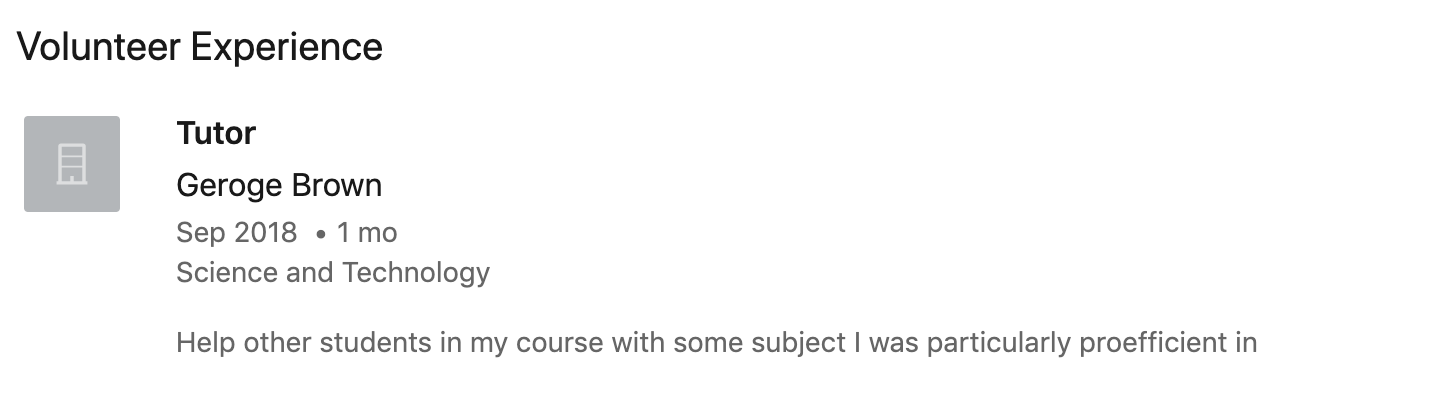 Volunteer Experience
Tutor
Geroge Brown
Sep 2018 • 1 mo
Science and Technology
Help other students in my course with some subject I was particularly proefficient in